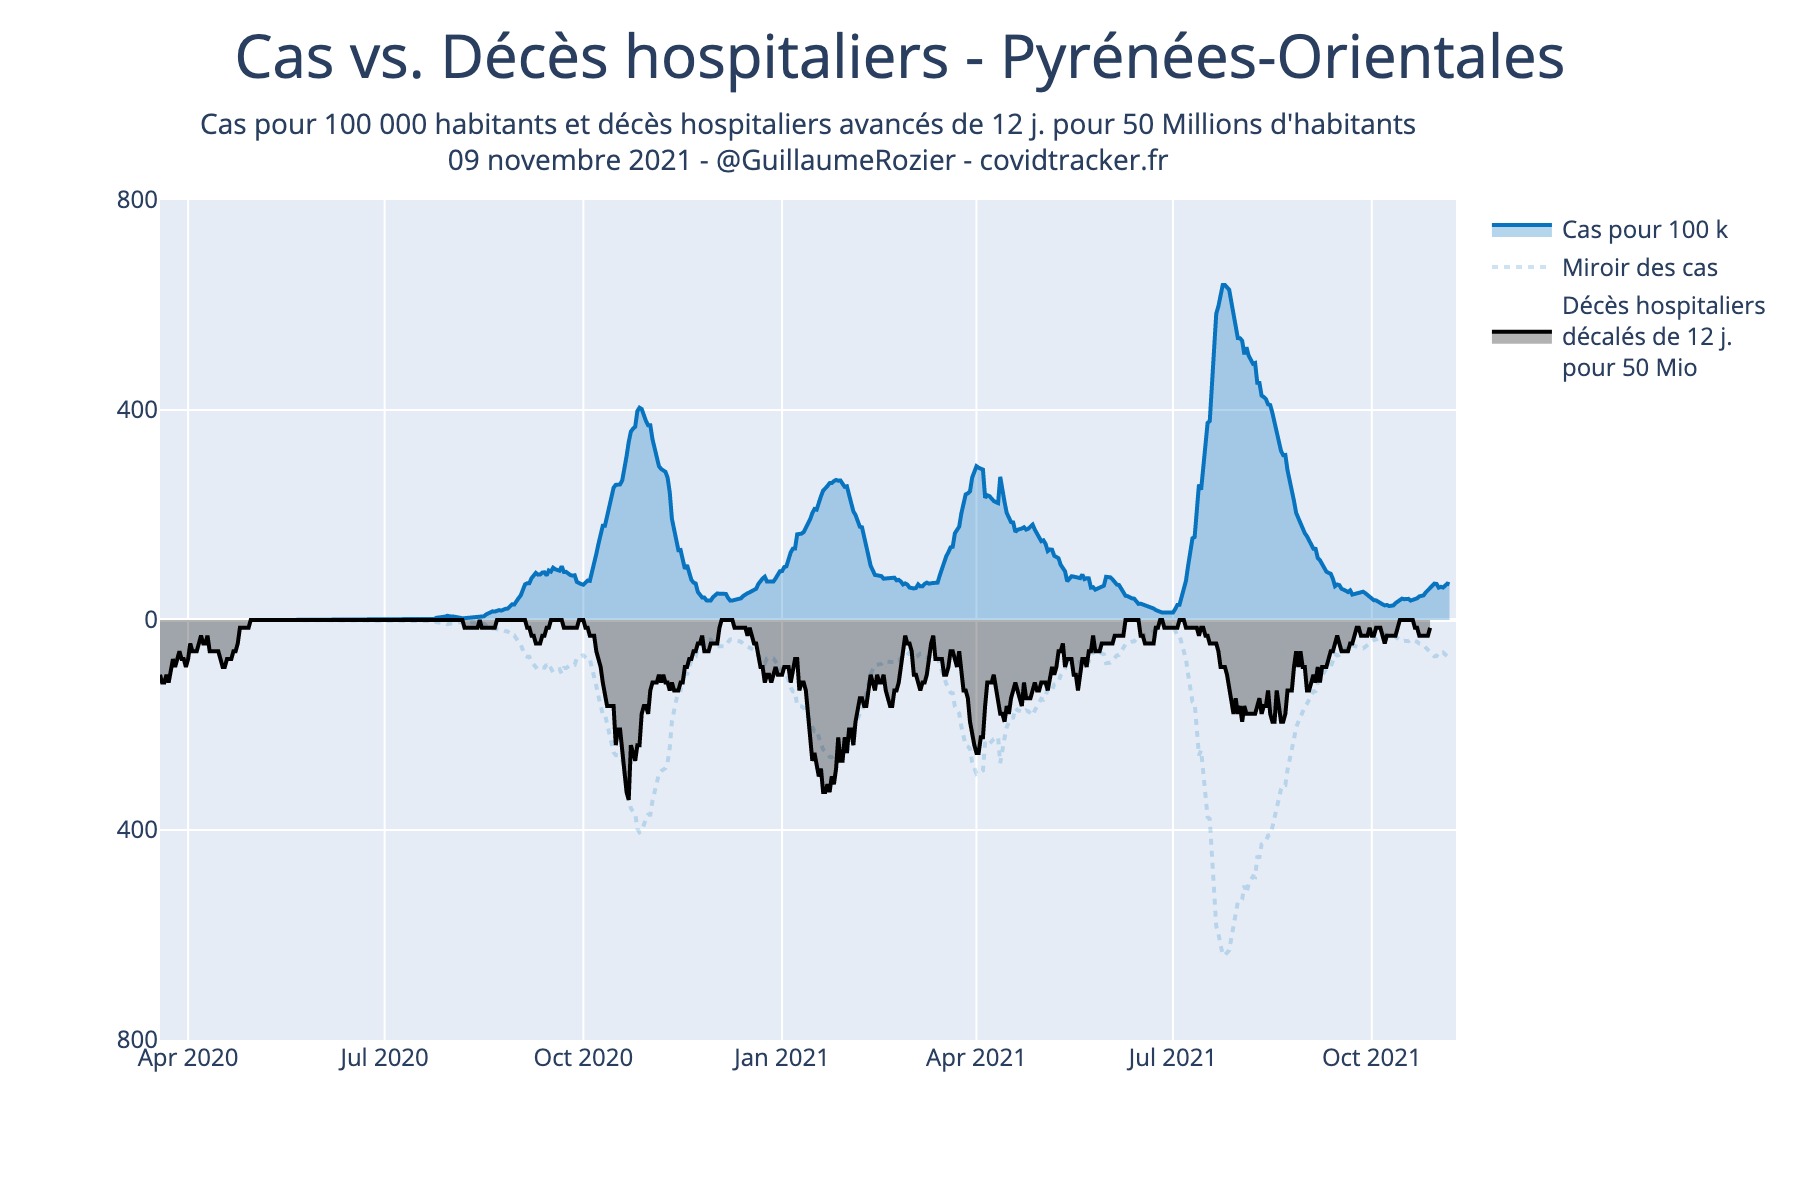 Cas vs. Décès hospitaliers - Pyrénées-Orientales
Cas pour 100 000 habitants et décès hospitaliers avancés de 12 j. pour 50 Millions d'habitants
09 novembre 2021 - @GuillaumeRozier - covidtracker.fr
800
400
0
400
800
Apr 2020
Jul 2020
Oct 2020
Jan 2021
Apr 2021
Jul 2021
Oct 2021
Cas pour 100 k
Miroir des cas
Décès hospitaliers
décalés de 12 j.
pour 50 Mio